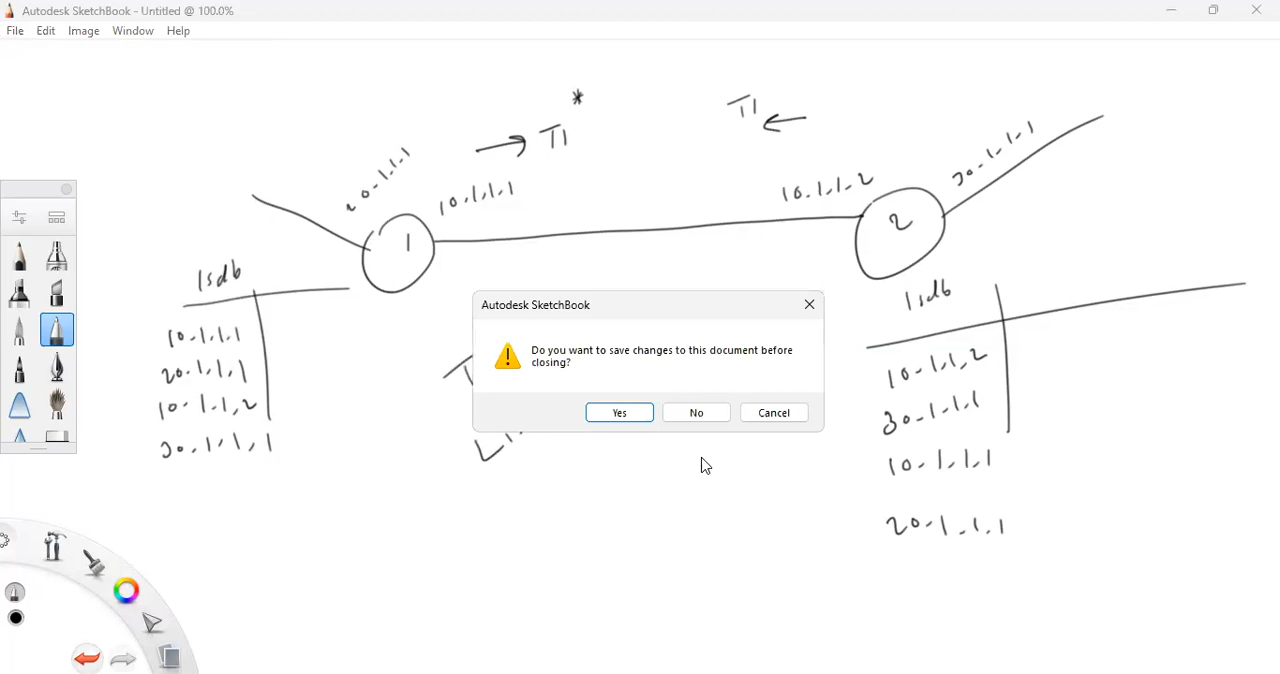 Autodesk SketchBook - Untitled @ 100.0%
File Edit Image Window Help
T1 *
T1
20.1.1.1
10.1.1.1
10.1.1.2
30.1.1.1
1
2
lsdb
10.1.1.1
20.1.1.1
10.1.1.2
30.1.1.1
Autodesk SketchBook
Do you want to save changes to this document before
closing?
Yes No Cancel
lsdb
10.1.1.2
30.1.1.1
10.1.1.1
20.1.1.1